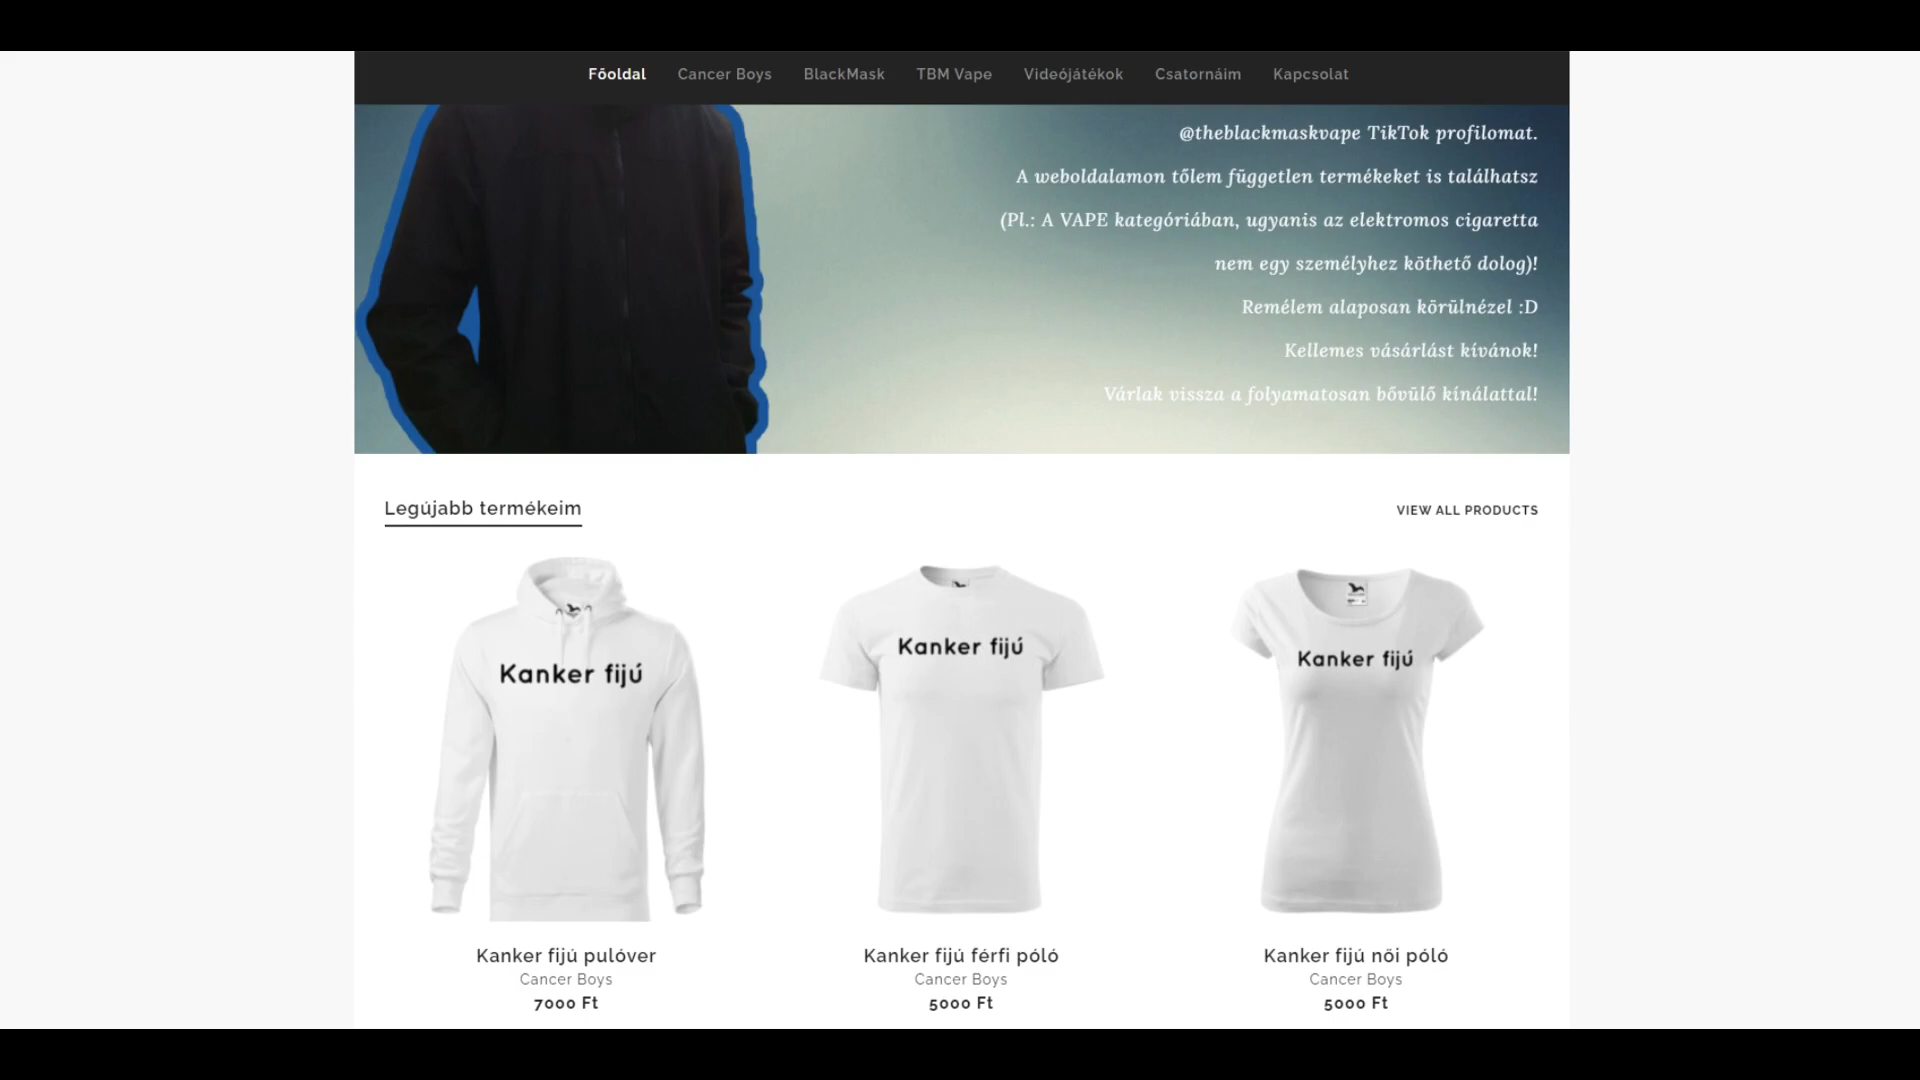 Főoldal Cancer Boys BlackMask TBM Vape Videójátékok Csatornáim Kapcsolat
@theblackmaskvape TikTok profilomat.
A weboldalamon tőlem független termékeket is találhatsz
(Pl.: A VAPE kategóriában, ugyanis az elektromos cigaretta
nem egy személyhez köthető dolog)!
Remélem alaposan körülnézel :D
Kellemes vásárlást kívánok!
Várlak vissza a folyamatosan bővülő kínálattal!
Legújabb termékeim
VIEW ALL PRODUCTS
Kanker fijú
Kanker fijú
Kanker fijú
Kanker fijú pulóver
Cancer Boys
7000 Ft
Kanker fijú férfi póló
Cancer Boys
5000 Ft
Kanker fijú női póló
Cancer Boys
5000 Ft